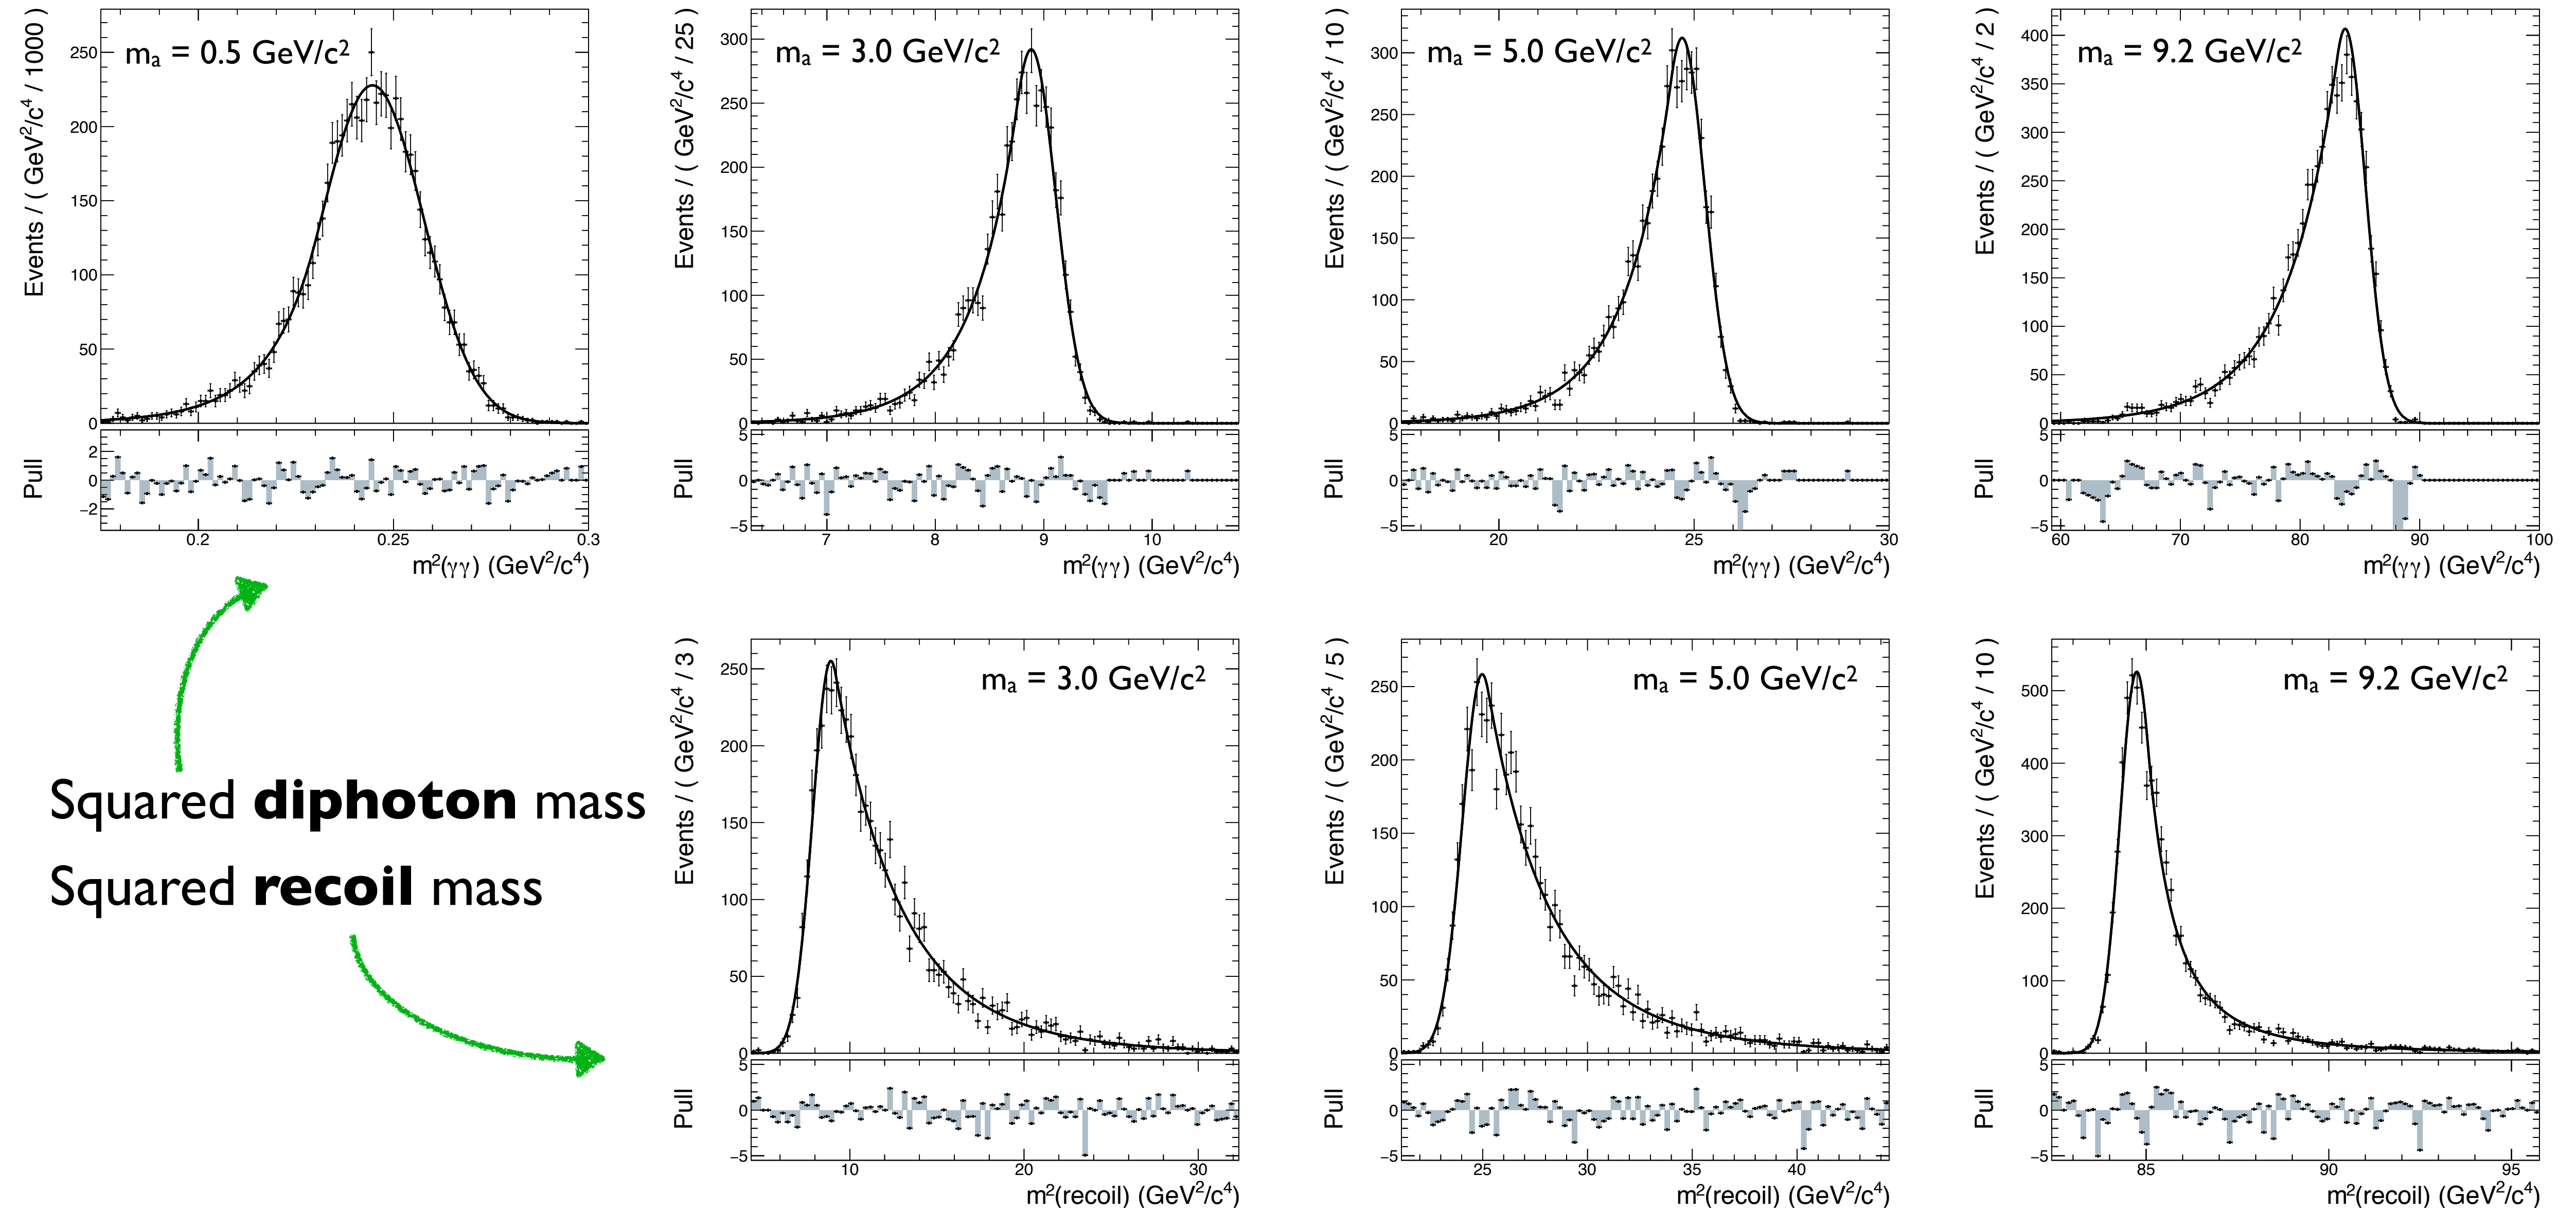 Events / ( GeV²/c⁴ / 1000 )
mₐ = 0.5 GeV/c²
250
200
150
100
50
0
Pull
2
0
−2
0.2 0.25 0.3
m²(γγ) (GeV²/c⁴)
Events / ( GeV²/c⁴ / 25 )
mₐ = 3.0 GeV/c²
300
250
200
150
100
50
0
Pull
5
0
−5
7 8 9 10
m²(γγ) (GeV²/c⁴)
Events / ( GeV²/c⁴ / 10 )
mₐ = 5.0 GeV/c²
300
250
200
150
100
50
0
Pull
5
0
−5
20 25 30
m²(γγ) (GeV²/c⁴)
Events / ( GeV²/c⁴ / 2 )
mₐ = 9.2 GeV/c²
400
350
300
250
200
150
100
50
0
Pull
5
0
−5
60 70 80 90 100
m²(γγ) (GeV²/c⁴)
Squared diphoton mass
Squared recoil mass
Events / ( GeV²/c⁴ / 3 )
mₐ = 3.0 GeV/c²
250
200
150
100
50
0
Pull
5
0
−5
10 20 30
m²(recoil) (GeV²/c⁴)
Events / ( GeV²/c⁴ / 5 )
mₐ = 5.0 GeV/c²
250
200
150
100
50
0
Pull
5
0
−5
25 30 35 40
m²(recoil) (GeV²/c⁴)
Events / ( GeV²/c⁴ / 10 )
mₐ = 9.2 GeV/c²
500
400
300
200
100
0
Pull
5
0
−5
85 90 95
m²(recoil) (GeV²/c⁴)